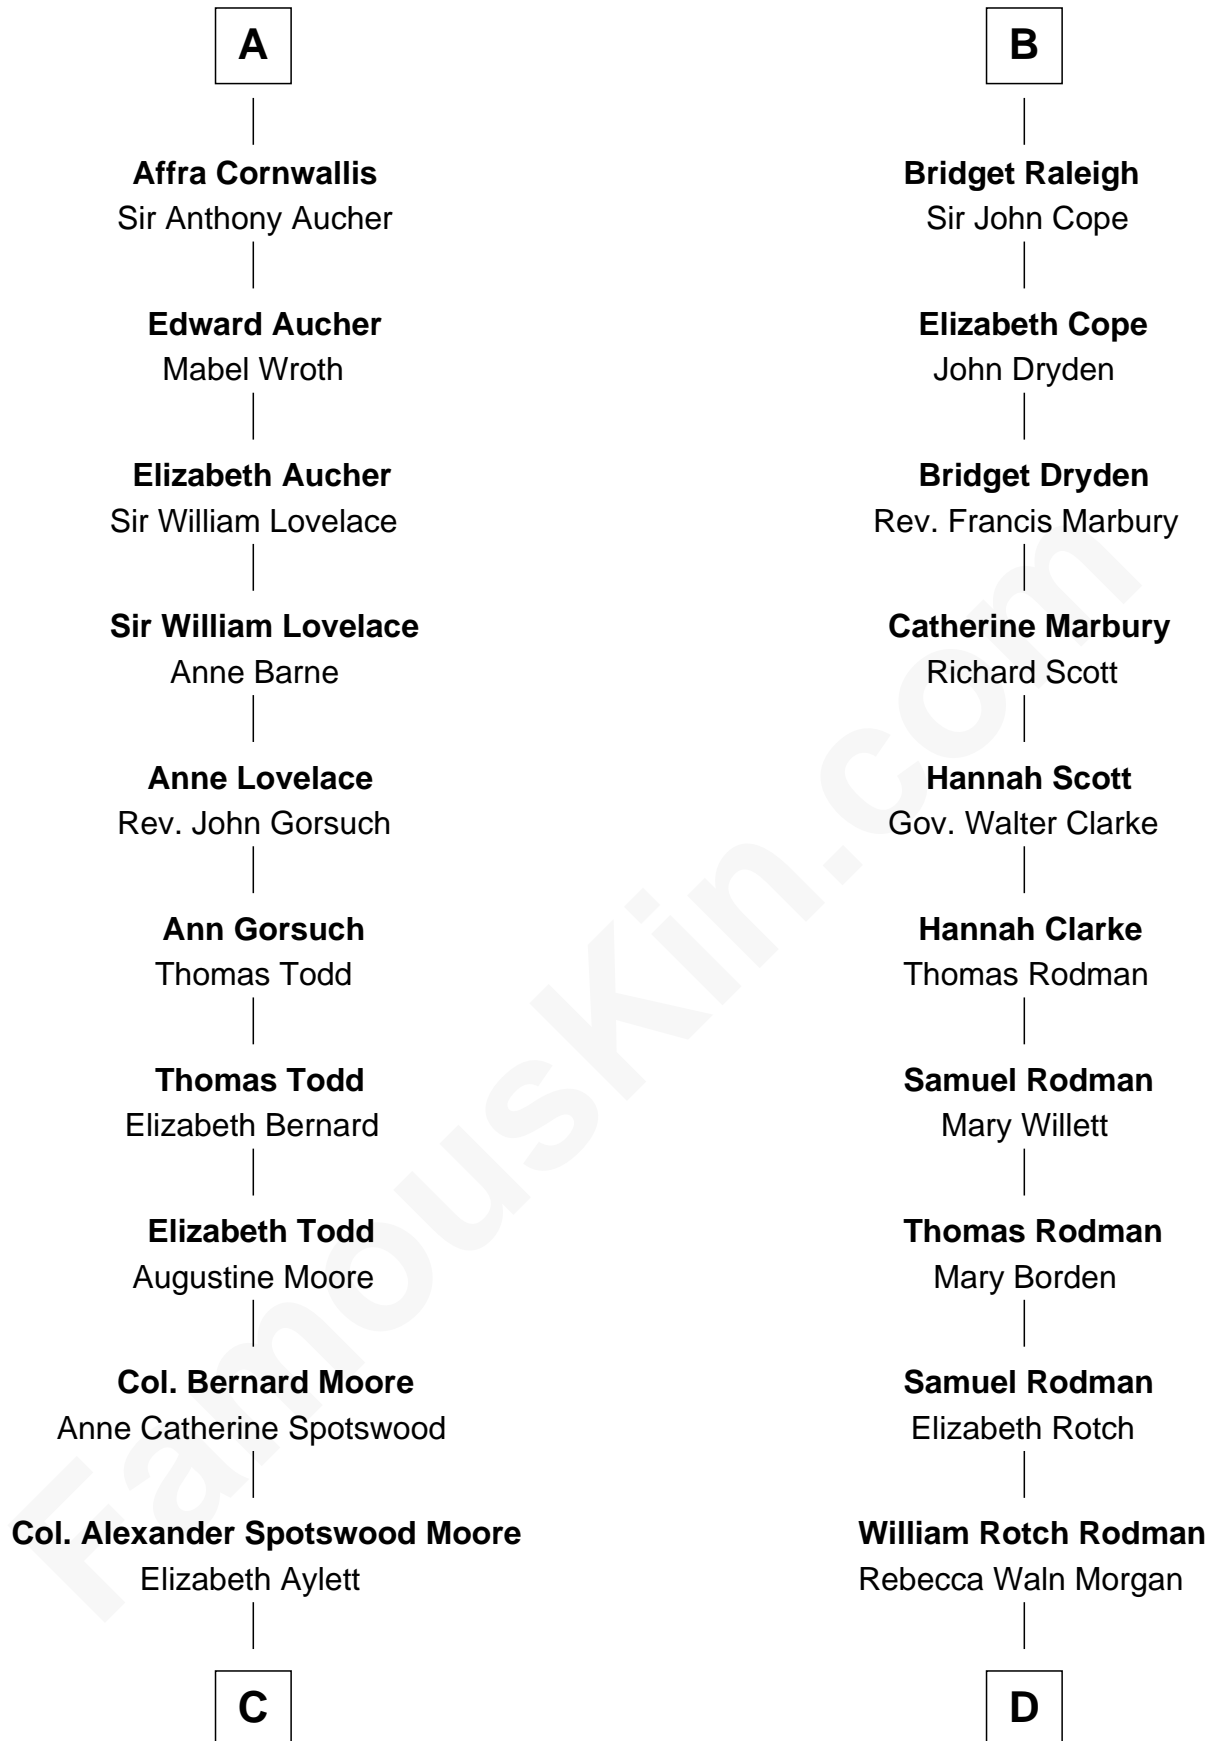 A
Affra Cornwallis
Sir Anthony Aucher
Edward Aucher
Mabel Wroth
Elizabeth Aucher
Sir William Lovelace
Sir William Lovelace
Anne Barne
Anne Lovelace
Rev. John Gorsuch
Ann Gorsuch
Thomas Todd
Thomas Todd
Elizabeth Bernard
Elizabeth Todd
Augustine Moore
Col. Bernard Moore
Anne Catherine Spotswood
Col. Alexander Spotswood Moore
Elizabeth Aylett
C
B
Bridget Raleigh
Sir John Cope
Elizabeth Cope
John Dryden
Bridget Dryden
Rev. Francis Marbury
Catherine Marbury
Richard Scott
Hannah Scott
Gov. Walter Clarke
Hannah Clarke
Thomas Rodman
Samuel Rodman
Mary Willett
Thomas Rodman
Mary Borden
Samuel Rodman
Elizabeth Rotch
William Rotch Rodman
Rebecca Waln Morgan
D
FamousKin.com